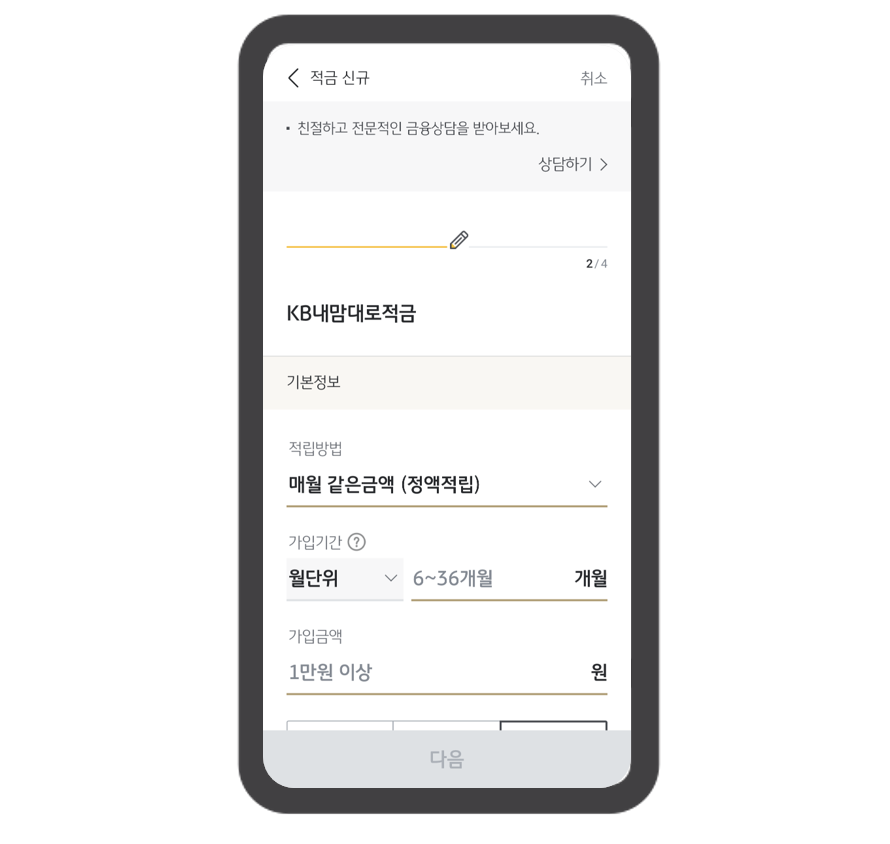 적금 신규 취소
· 친절하고 전문적인 금융상담을 받아보세요.
상담하기 >
2/4
KB내맘대로적금
기본정보
적립방법
매월 같은금액 (정액적립)
가입기간 ?
월단위 6~36개월 개월
가입금액
1만원 이상 원
다음